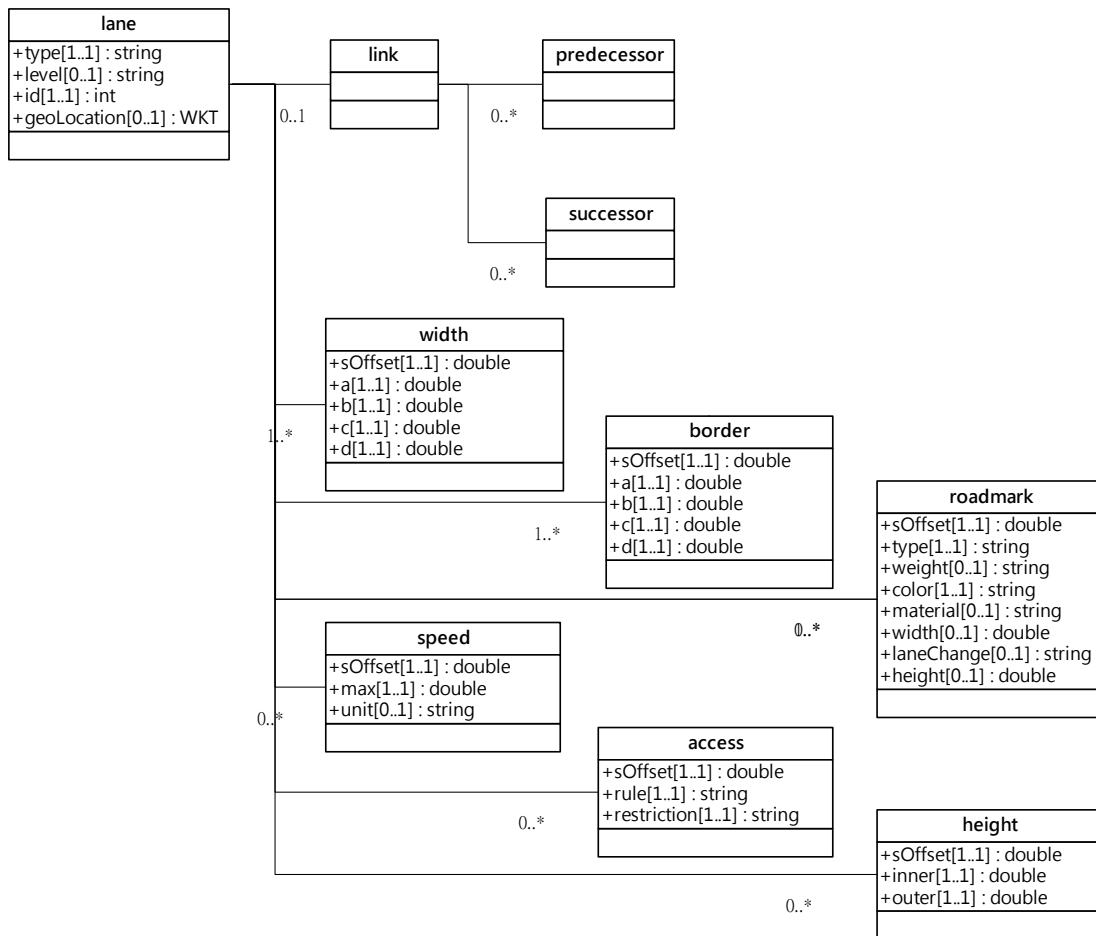 lane
+type[1..1] : string
+level[0..1] : string
+id[1..1] : int
+geoLocation[0..1] : WKT
0..1
link
0..*
predecessor
successor
0..*
width
+sOffset[1..1] : double
+a[1..1] : double
+b[1..1] : double
+c[1..1] : double
+d[1..1] : double
1..*
border
+sOffset[1..1] : double
+a[1..1] : double
+b[1..1] : double
+c[1..1] : double
+d[1..1] : double
1..*
roadmark
+sOffset[1..1] : double
+type[1..1] : string
+weight[0..1] : string
+color[1..1] : string
+material[0..1] : string
+width[0..1] : double
+laneChange[0..1] : string
+height[0..1] : double
speed
+sOffset[1..1] : double
+max[1..1] : double
+unit[0..1] : string
0..*
access
+sOffset[1..1] : double
+rule[1..1] : string
+restriction[1..1] : string
0..*
height
+sOffset[1..1] : double
+inner[1..1] : double
+outer[1..1] : double
0..*